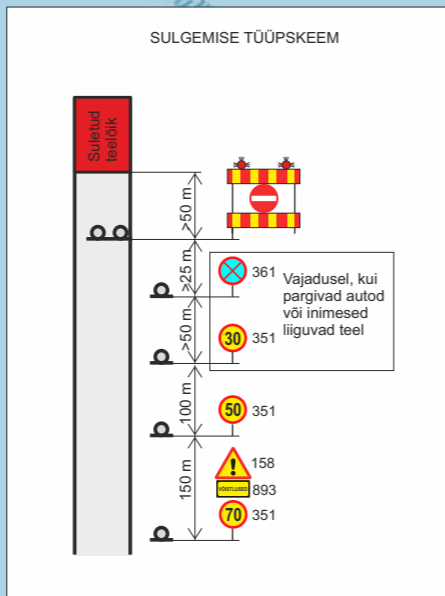 SULGEMISE TÜÜPSKEEM
Suletud
teelõik
>50 m
>25 m
361
Vajadusel, kui
pargivad autod
või inimesed
liiguvad teel
>50 m
30
351
100 m
50
351
150 m
158
VÕISTLUSED
893
70
351